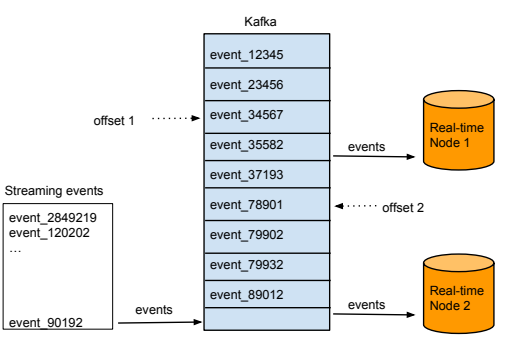 Kafka
event_12345
event_23456
offset 1
event_34567
event_35582
events
Real-time
Node 1
event_37193
Streaming events
event_2849219
event_120202
...
event_90192
event_78901
offset 2
event_79902
event_79932
event_89012
events
events
Real-time
Node 2